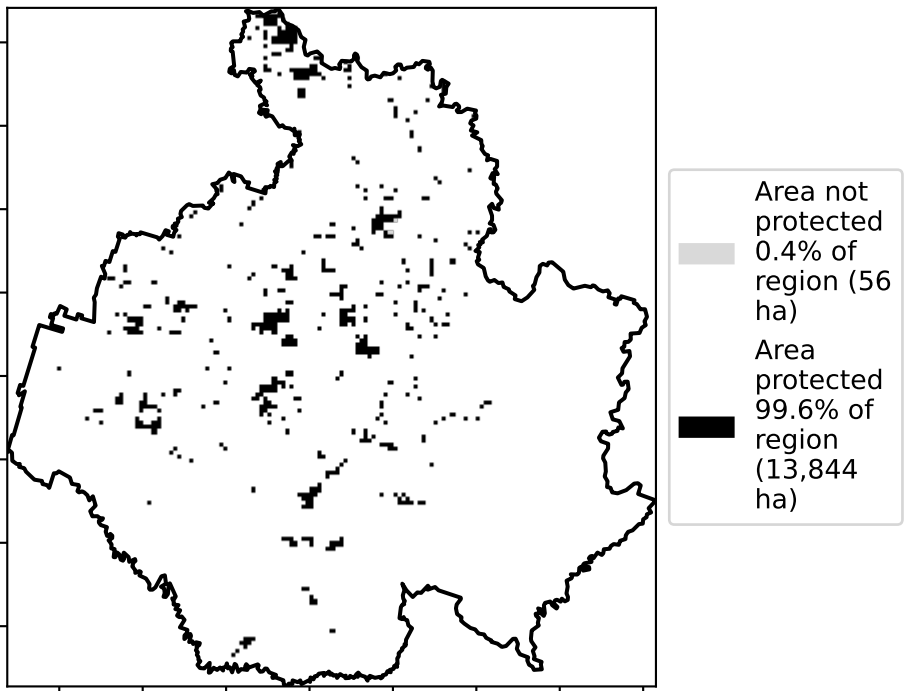 Area not
protected
0.4% of
region (56
ha)
Area
protected
99.6% of
region
(13,844
ha)